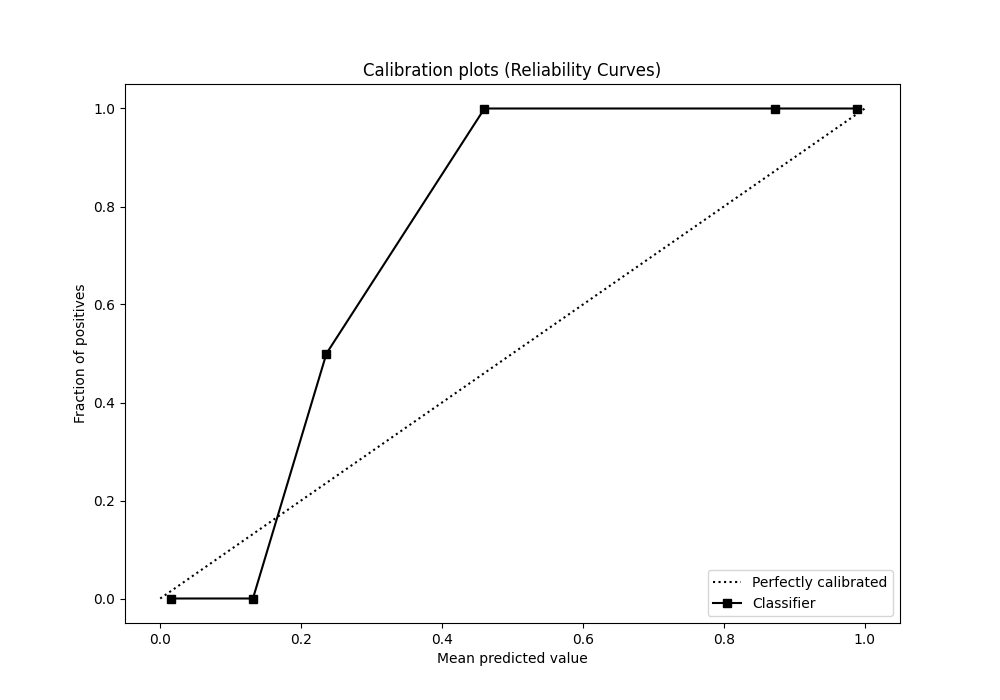 Calibration plots (Reliability Curves)
Fraction of positives
1.0
0.8
0.6
0.4
0.2
0.0
0.0 0.2 0.4 0.6 0.8 1.0
Mean predicted value
Perfectly calibrated
Classifier